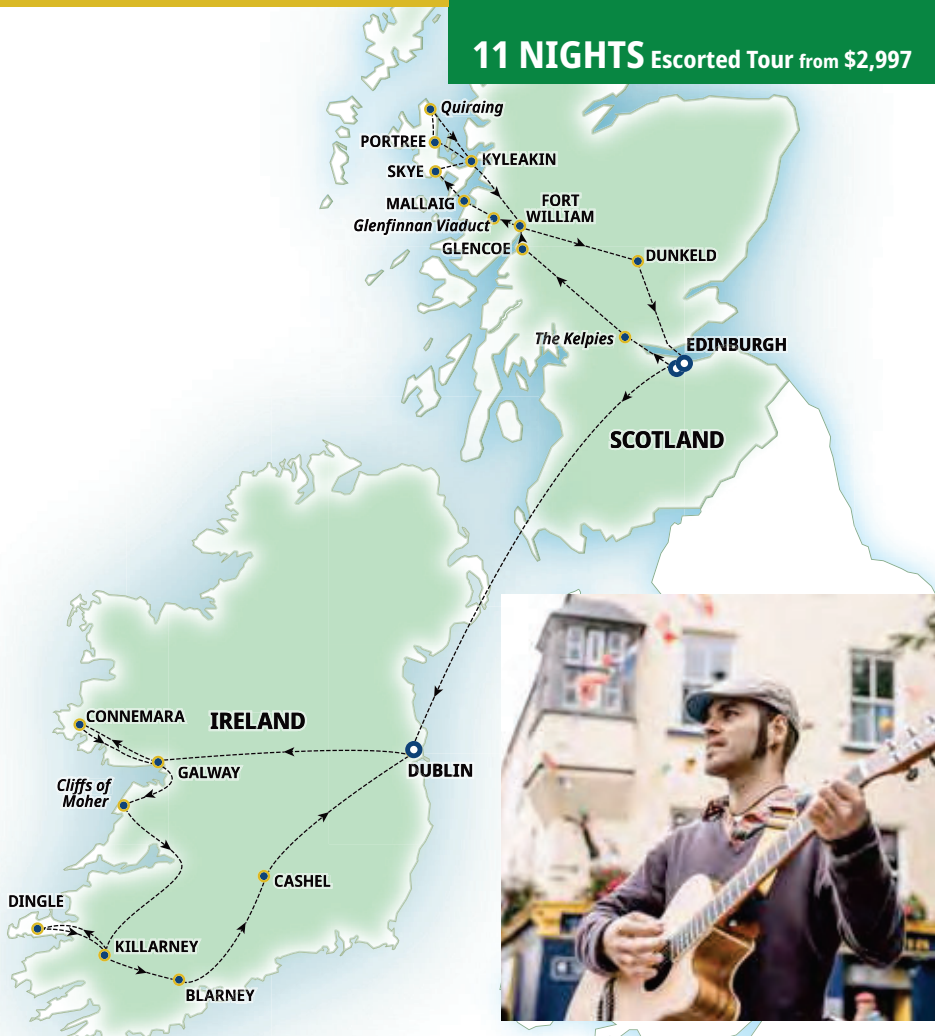 11 NIGHTS Escorted Tour from $2,997
Quiraing
PORTREE
KYLEAKIN
SKYE
MALLAIG
FORT
WILLIAM
Glenfinnan Viaduct
GLENCOE
DUNKELD
The Kelpies
EDINBURGH
SCOTLAND
CONNEMARA
IRELAND
GALWAY
DUBLIN
Cliffs of
Moher
CASHEL
DINGLE
KILLARNEY
BLARNEY